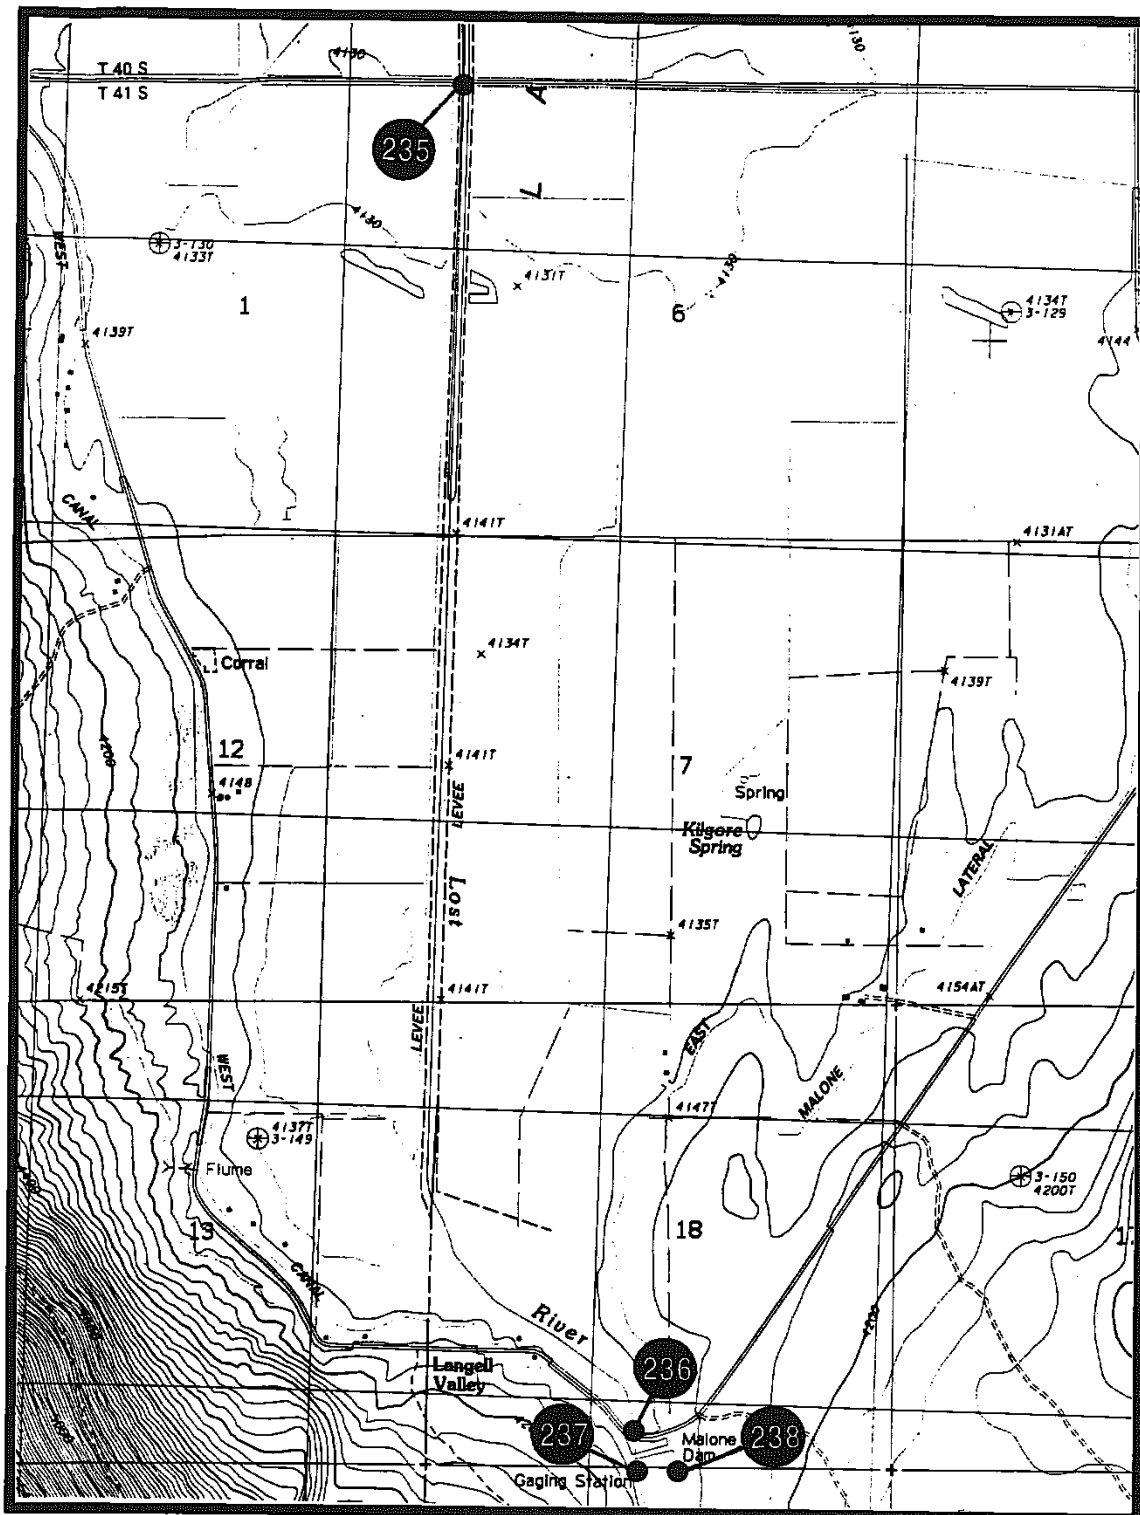 T 40 S
T 41 S
4130
4130
235
A
L
4130
WEST
3-130
4133T
4131T
4130
1
6
4134T
3-129
4139T
4144
CANAL
4141T
4131AT
4134T
Corral
4139T
4200
12
4141T
7
4148
LEVEE
Spring
Kilgore
Spring
LATERAL
Lost
4135T
4215T
4141T
4154AT
LEVEE
EAST
WEST
MALONE
4147T
4137T
3-149
Flume
3-150
4200T
13
18
CANAL
River
4200
Langell
Valley
236
237
Malone
Dam
238
Gaging Station